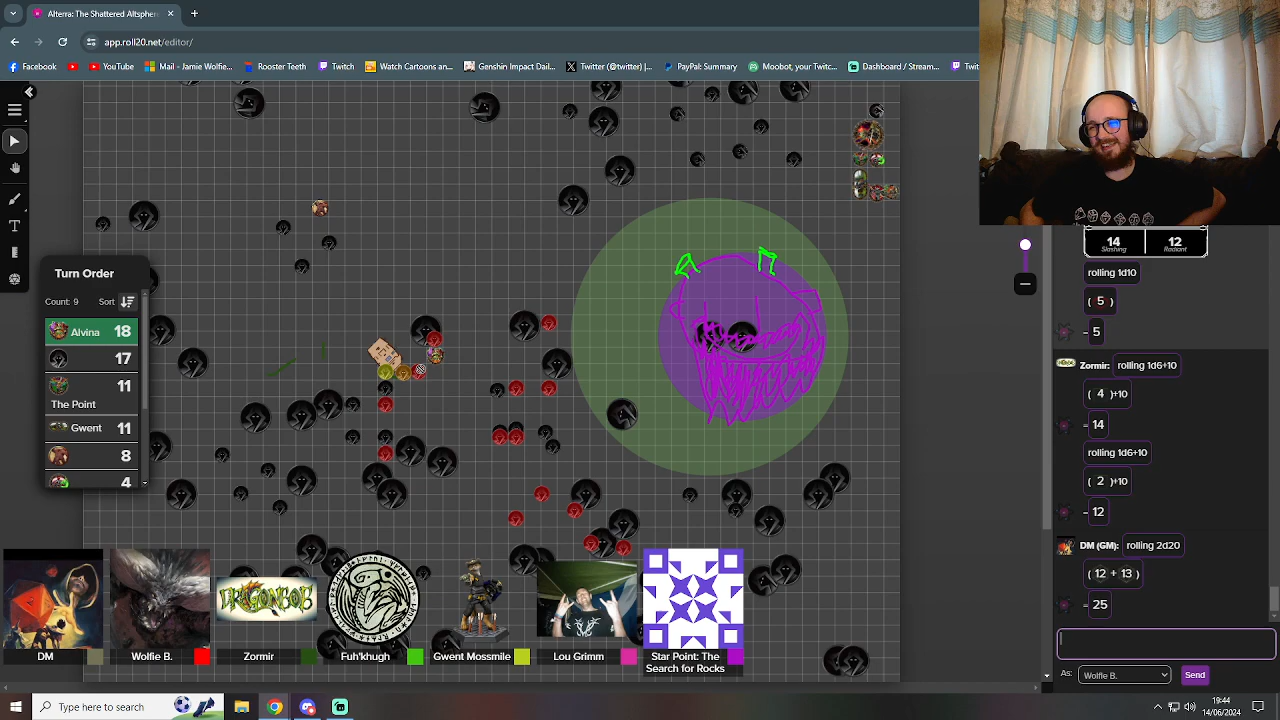 Alterra: The Shattered Altsphere
app.roll20.net/editor/
Facebook
YouTube
Mail - Jamie Wolfie...
Rooster Teeth
Twitch
Watch Cartoons an...
Genshin Impact Dail...
Twitter (@twitter) |...
PayPal Summary
Modules, your Twitc...
Dashboard / Stream...
Twit
Turn Order
Count: 9
Sort
Alvina 18
17
11
The Point
Gwent 11
8
4
14
12
Slashing
Radiant
rolling 1d10
( 5 )
= 5
Zormir: rolling 1d6+10
( 4 )+10
= 14
rolling 1d6+10
( 2 )+10
= 12
DM (GM): rolling 2d20
( 12 + 13 )
= 25
As:
Wolfie B.
Send
DRAGONGOB
DM
Wolfie B.
Zormir
Fuh'khugh
Gwent Mossmile
Lou Grimm
Star Point: The
Search for Rocks
Type here to search
19:44
14/06/2024